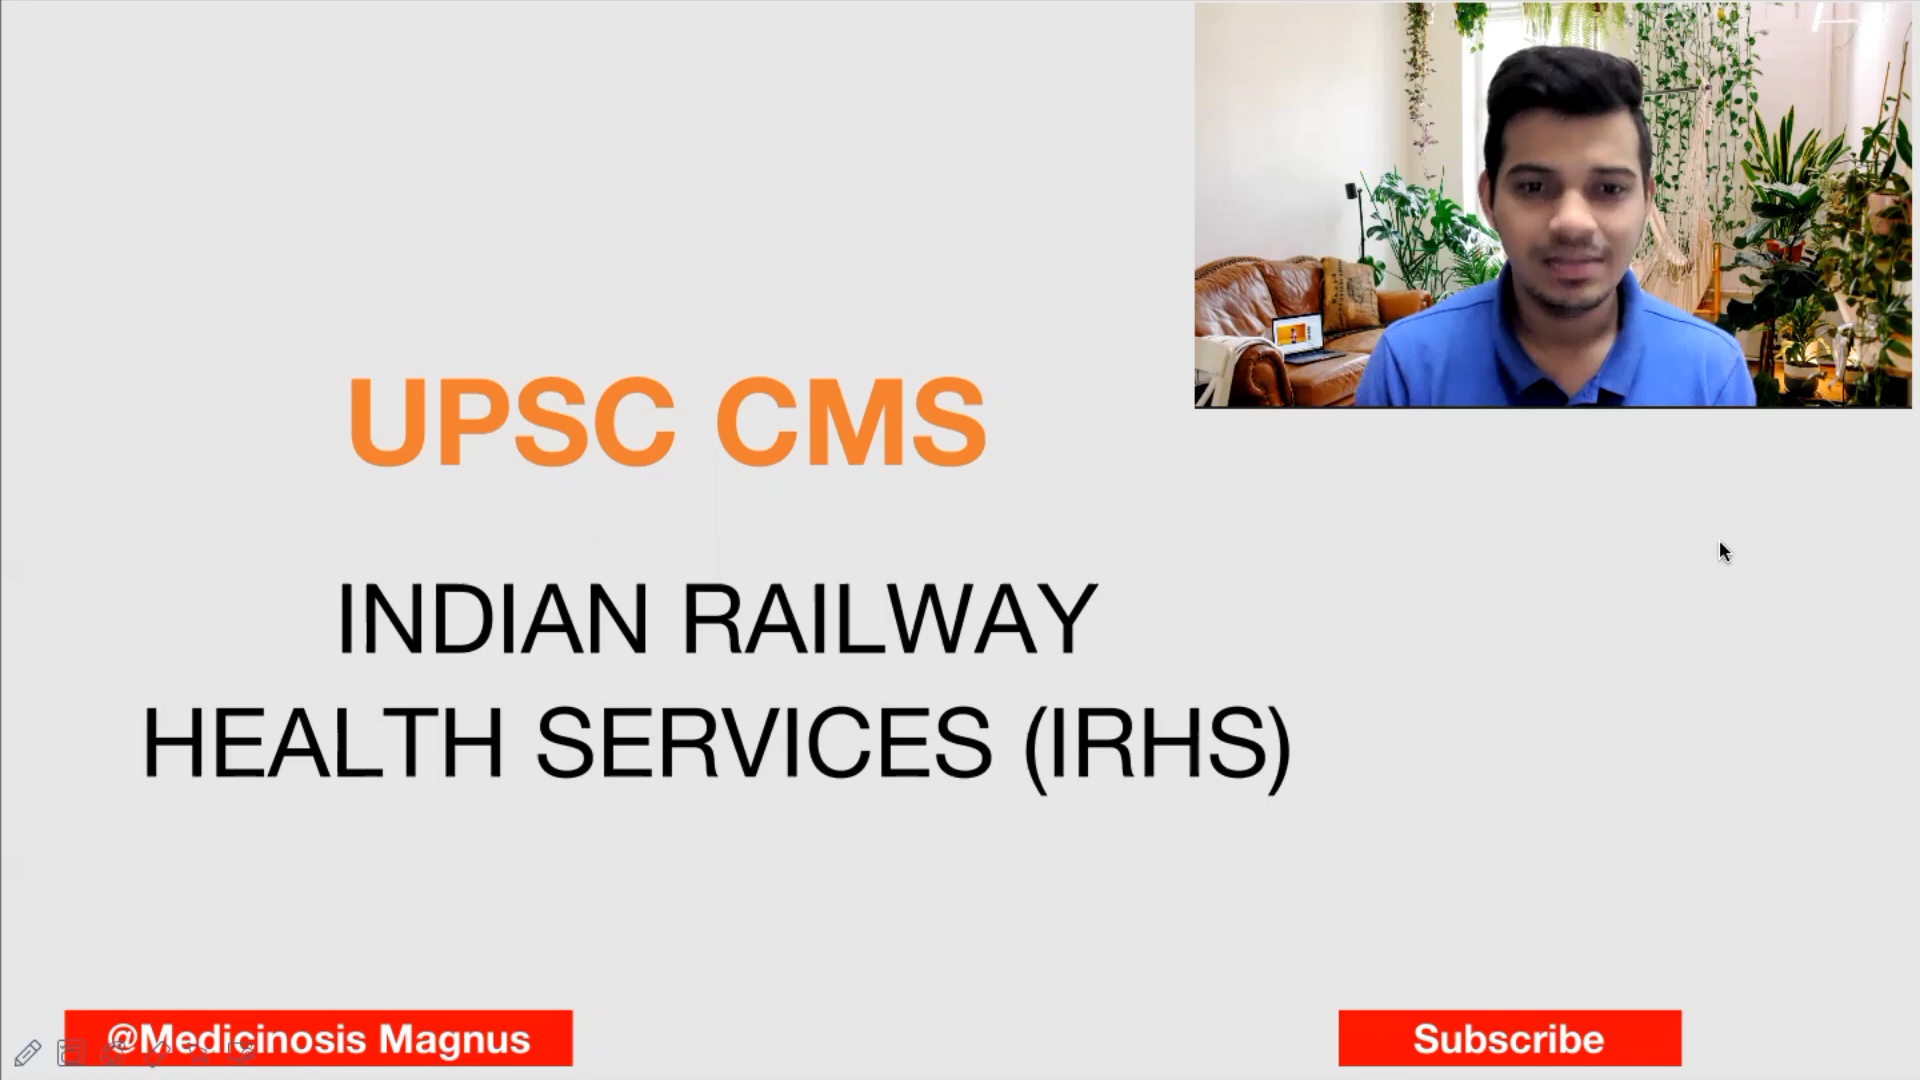 UPSC CMS
INDIAN RAILWAY
HEALTH SERVICES (IRHS)
@Medicinosis Magnus
Subscribe